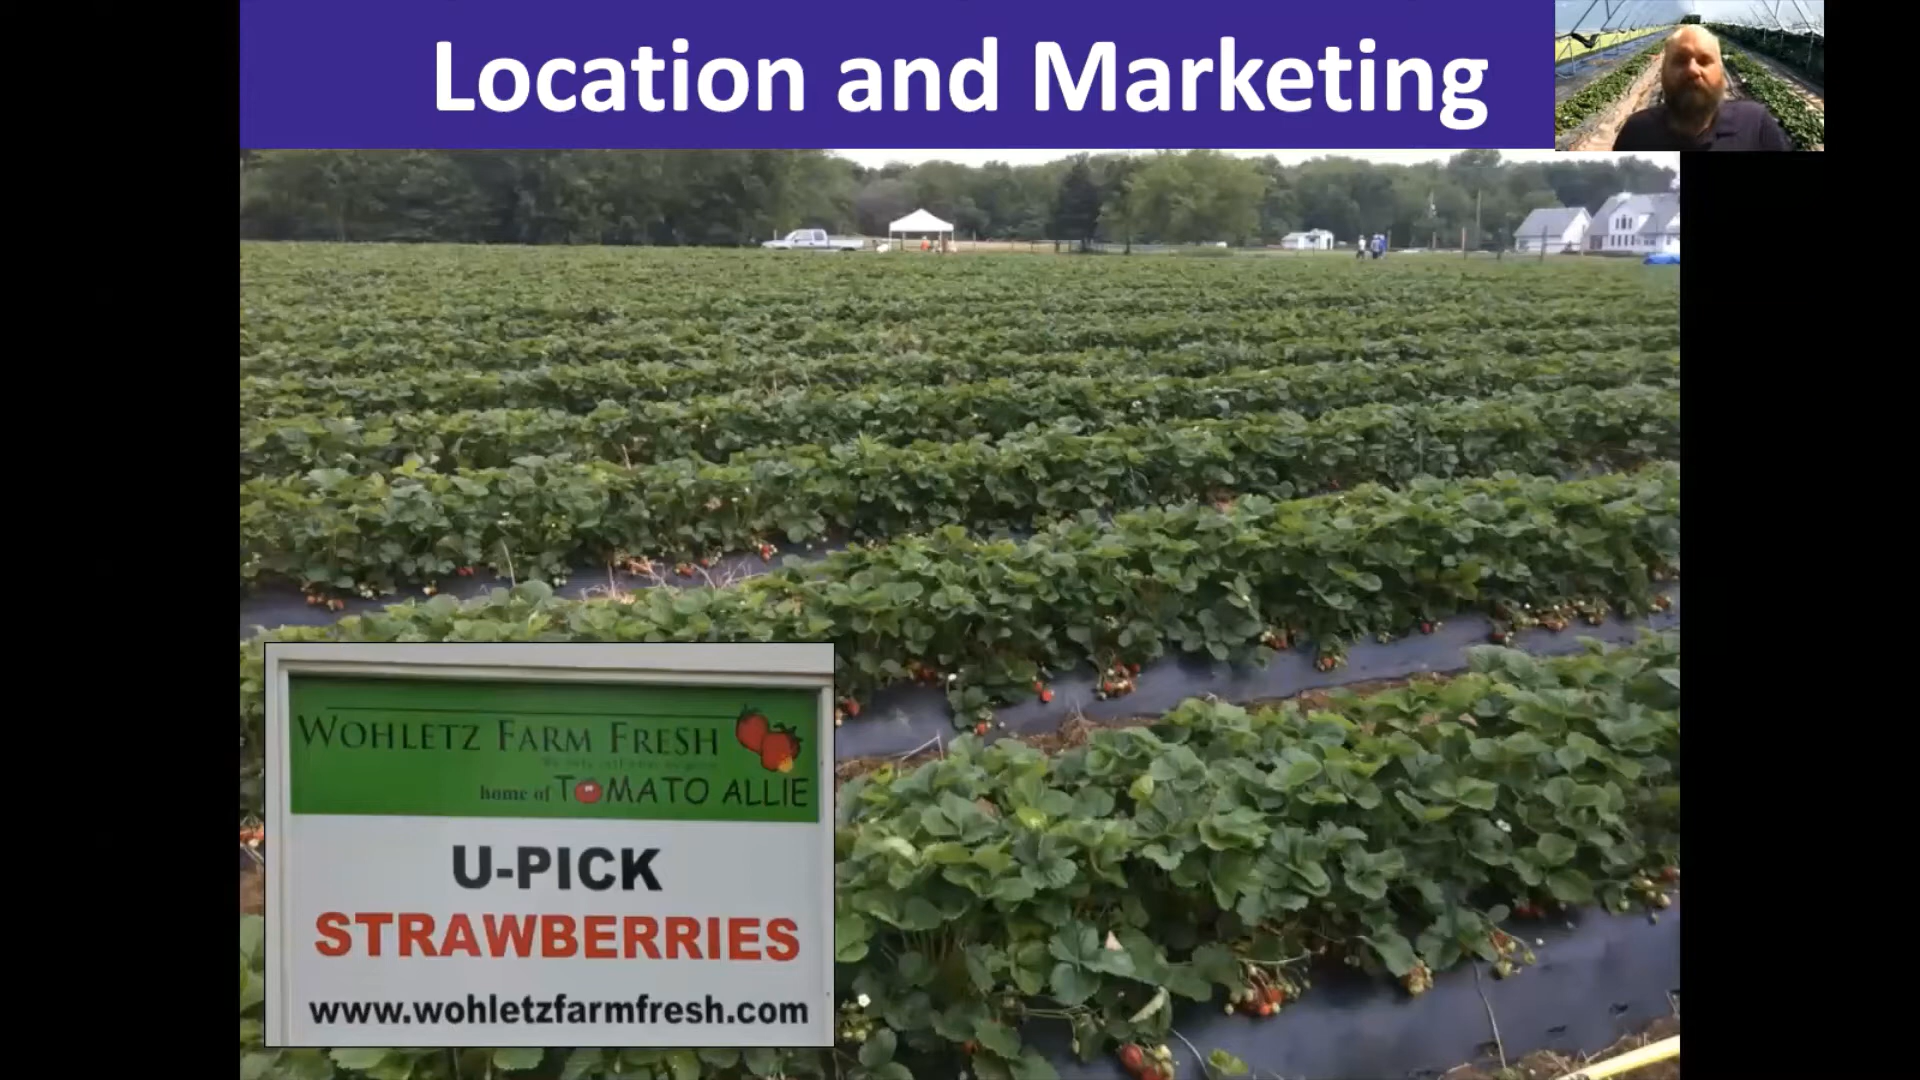 Location and Marketing
WOHLETZ FARM FRESH
home of TOMATO ALLIE
U-PICK
STRAWBERRIES
www.wohletzfarmfresh.com